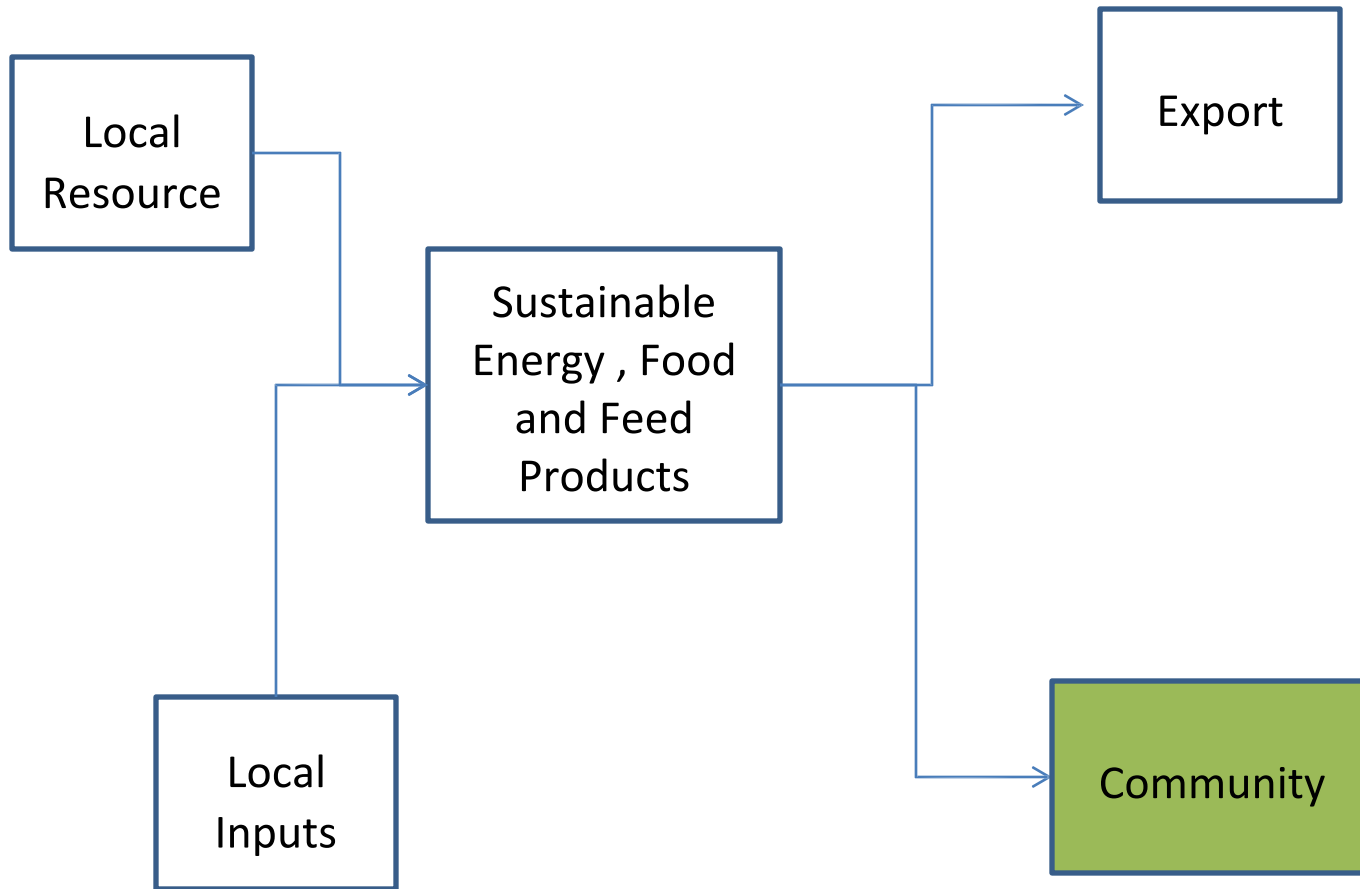 Local
Resource
Export
Sustainable
Energy , Food
and Feed
Products
Local
Inputs
Community